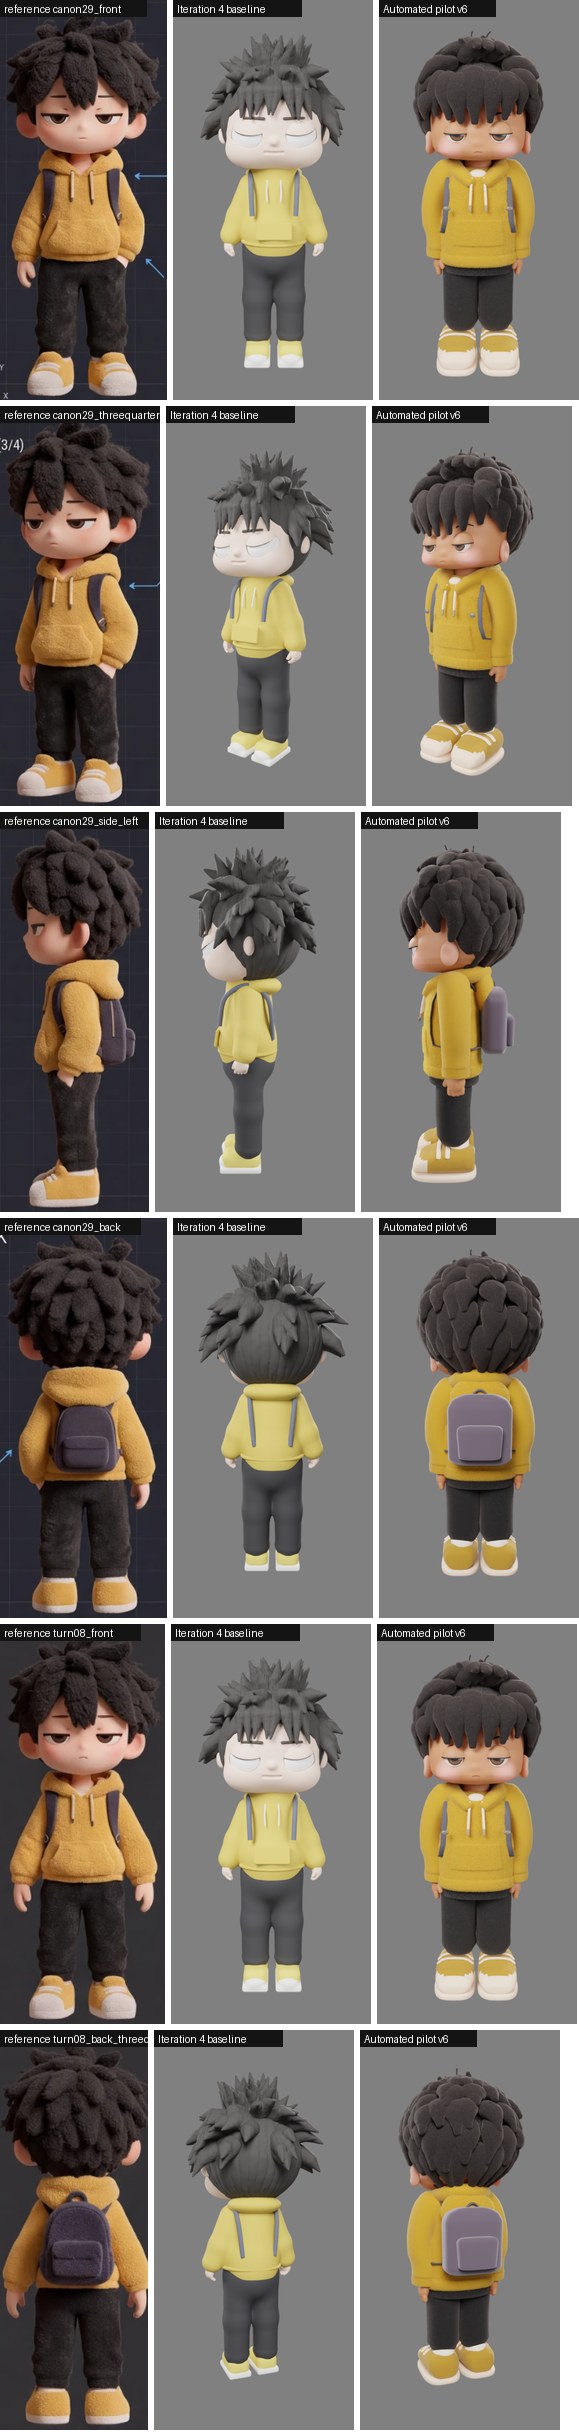 reference canon29_front
Iteration 4 baseline
Automated pilot v6
Y
X
reference canon29_threequarter
Iteration 4 baseline
Automated pilot v6
(3/4)
reference canon29_side_left
Iteration 4 baseline
Automated pilot v6
reference canon29_back
Iteration 4 baseline
Automated pilot v6
reference turn08_front
Iteration 4 baseline
Automated pilot v6
reference turn08_back_threec
Iteration 4 baseline
Automated pilot v6